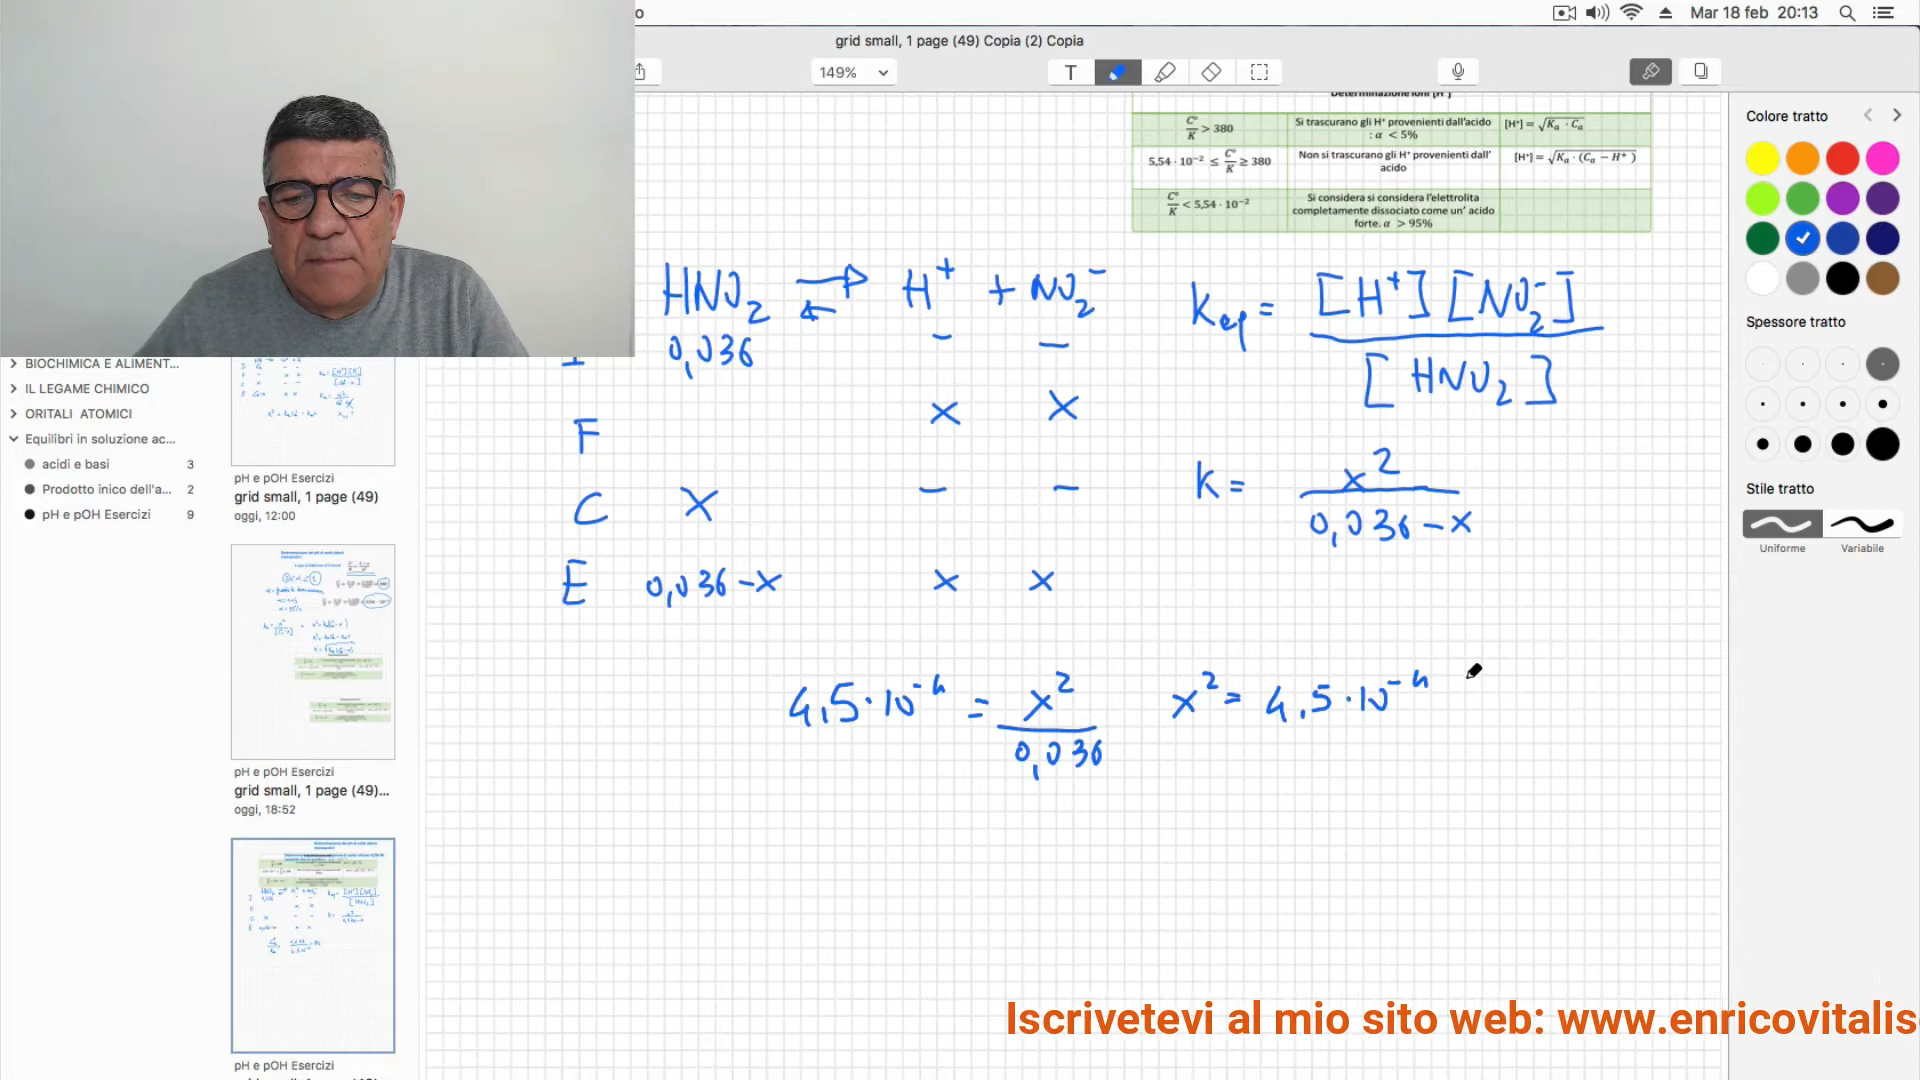 o
Mar 18 feb 20:13
grid small, 1 page (49) Copia (2) Copia
149%
T
Determinazione ioni [H⁺]
C°/K > 380
Si trascurano gli H⁺ provenienti dall'acido : α < 5%
[H⁺] = √Ka · Ca
5,54 · 10⁻² ≤ C°/K ≥ 380
Non si trascurano gli H⁺ provenienti dall' acido
[H⁺] = √Ka · (Ca − H⁺ )
C°/K < 5,54 · 10⁻²
Si considera si considera l'elettrolita completamente dissociato come un' acido forte. α > 95%
HNO₂ ⇌ H⁺ + NO₂⁻
Keq = [H⁺] [NO₂⁻] / [HNO₂]
I 0,036 - -
F x x
C x - -
K = x² / 0,036 - x
E 0,036 - x x x
4,5 · 10⁻⁴ = x² / 0,036
x² = 4,5 · 10⁻⁴
BIOCHIMICA E ALIMENT...
IL LEGAME CHIMICO
ORITALI ATOMICI
Equilibri in soluzione ac...
acidi e basi 3
Prodotto inico dell'a... 2
pH e pOH Esercizi 9
pH e pOH Esercizi
grid small, 1 page (49)
oggi, 12:00
pH e pOH Esercizi
grid small, 1 page (49)...
oggi, 18:52
pH e pOH Esercizi
Colore tratto
Spessore tratto
Stile tratto
Uniforme
Variabile
Iscrivetevi al mio sito web: www.enricovitalis